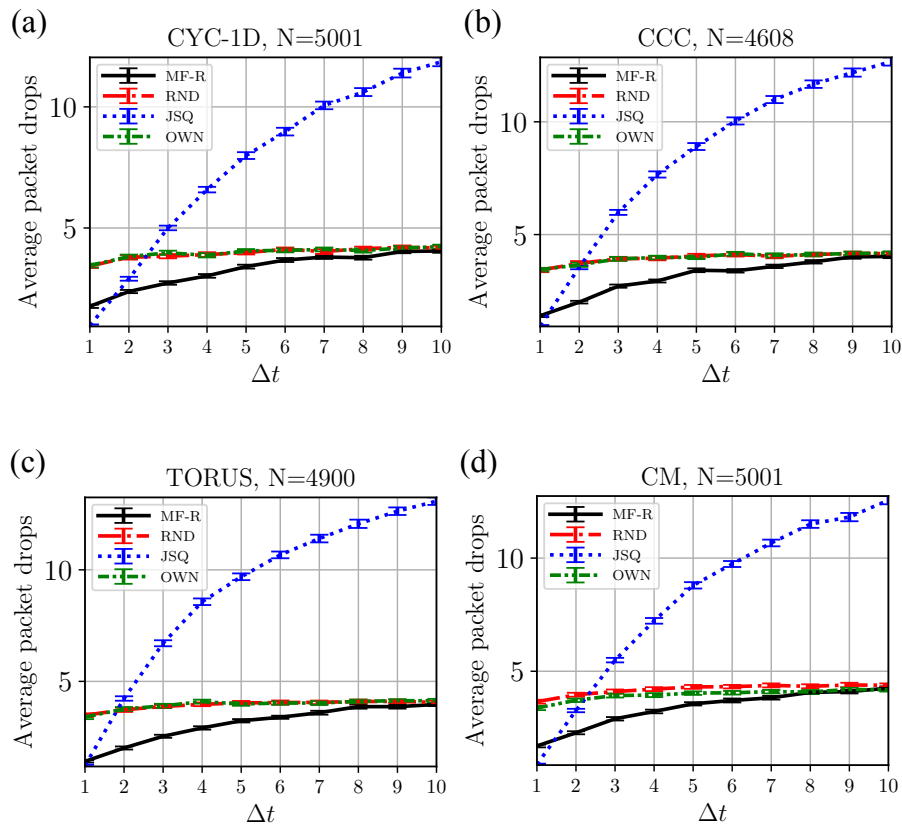 (a)
CYC-1D, N=5001
MF-R
RND
JSQ
OWN
Average packet drops
10
5
1 2 3 4 5 6 7 8 9 10
Δt
(b)
CCC, N=4608
MF-R
RND
JSQ
OWN
Average packet drops
10
5
1 2 3 4 5 6 7 8 9 10
Δt
(c)
TORUS, N=4900
MF-R
RND
JSQ
OWN
Average packet drops
10
5
1 2 3 4 5 6 7 8 9 10
Δt
(d)
CM, N=5001
MF-R
RND
JSQ
OWN
Average packet drops
10
5
1 2 3 4 5 6 7 8 9 10
Δt